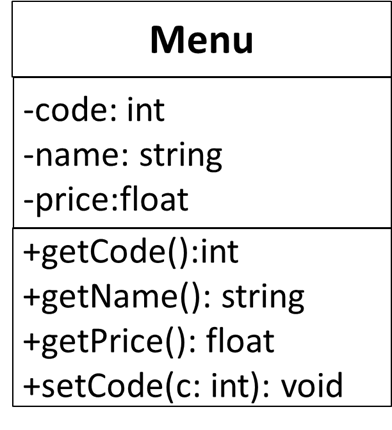 Menu
-code: int
-name: string
-price:float
+getCode():int
+getName(): string
+getPrice(): float
+setCode(c: int): void